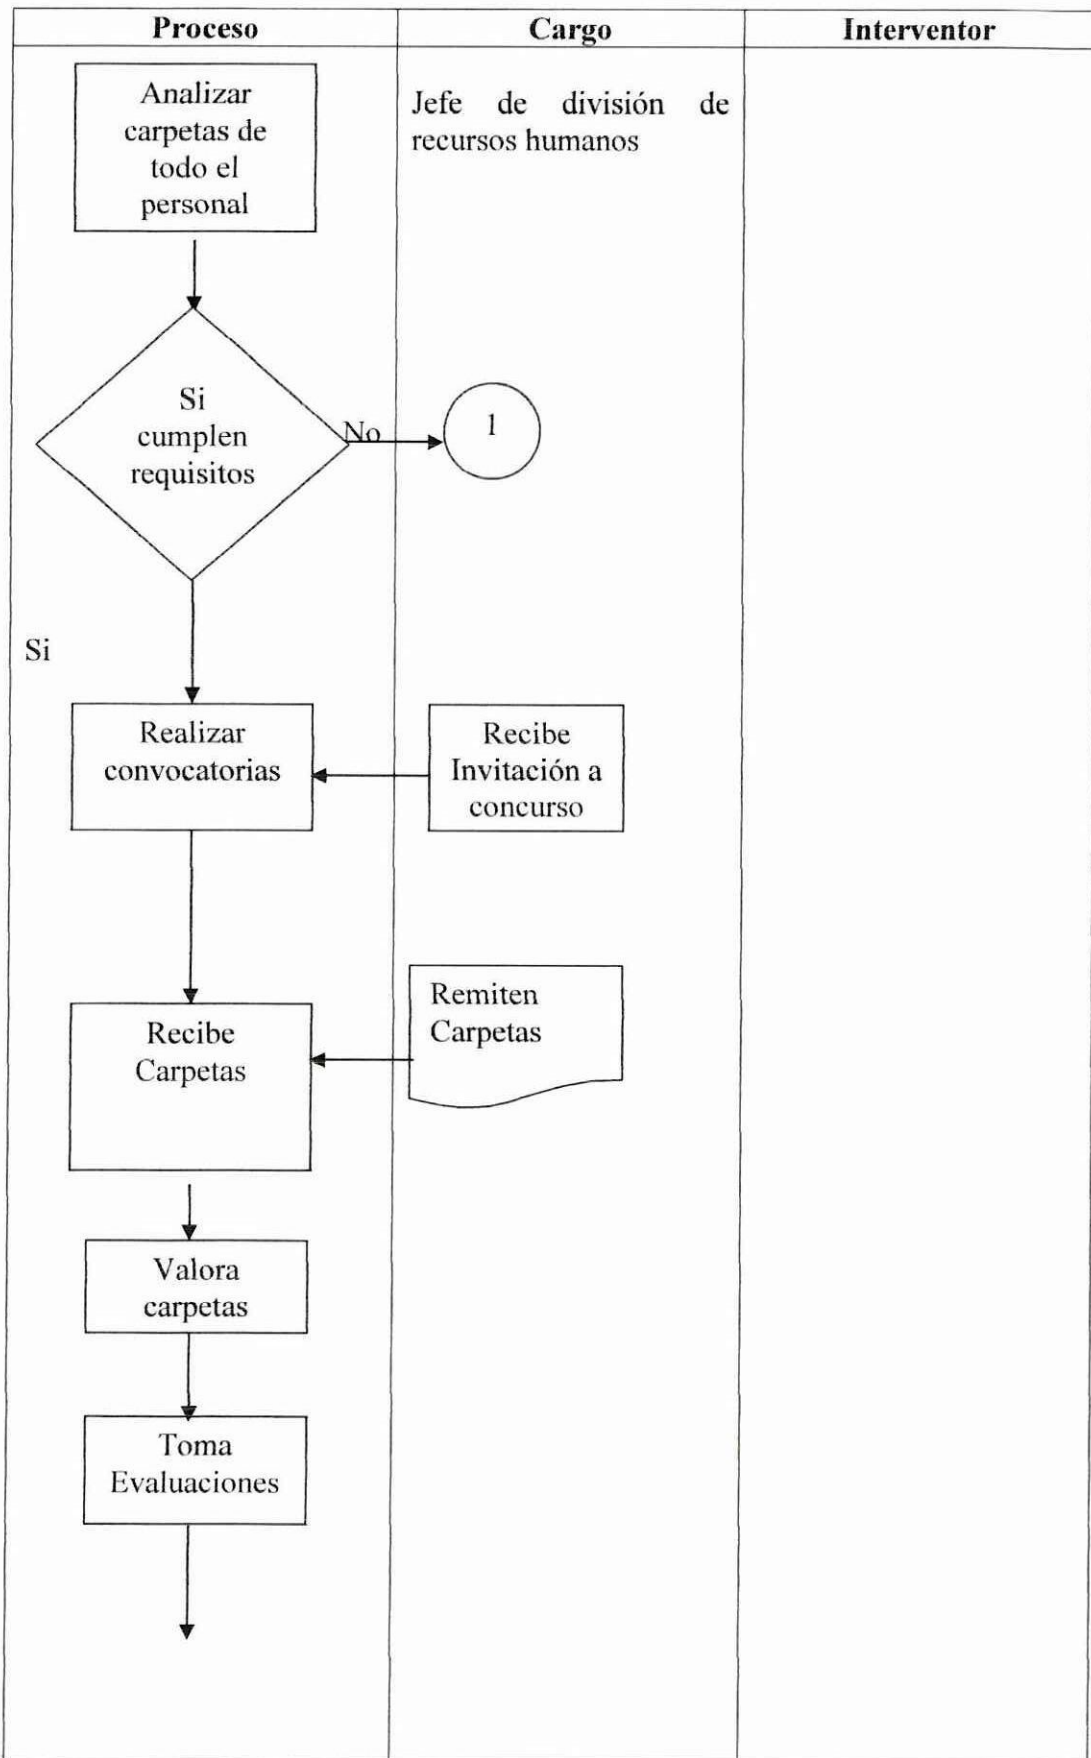 Proceso
Cargo
Interventor
Analizar
carpetas de
todo el
personal
Jefe de división de
recursos humanos
Si
cumplen
requisitos
No
1
Si
Realizar
convocatorias
Recibe
Invitación a
concurso
Remiten
Carpetas
Recibe
Carpetas
Valora
carpetas
Toma
Evaluaciones